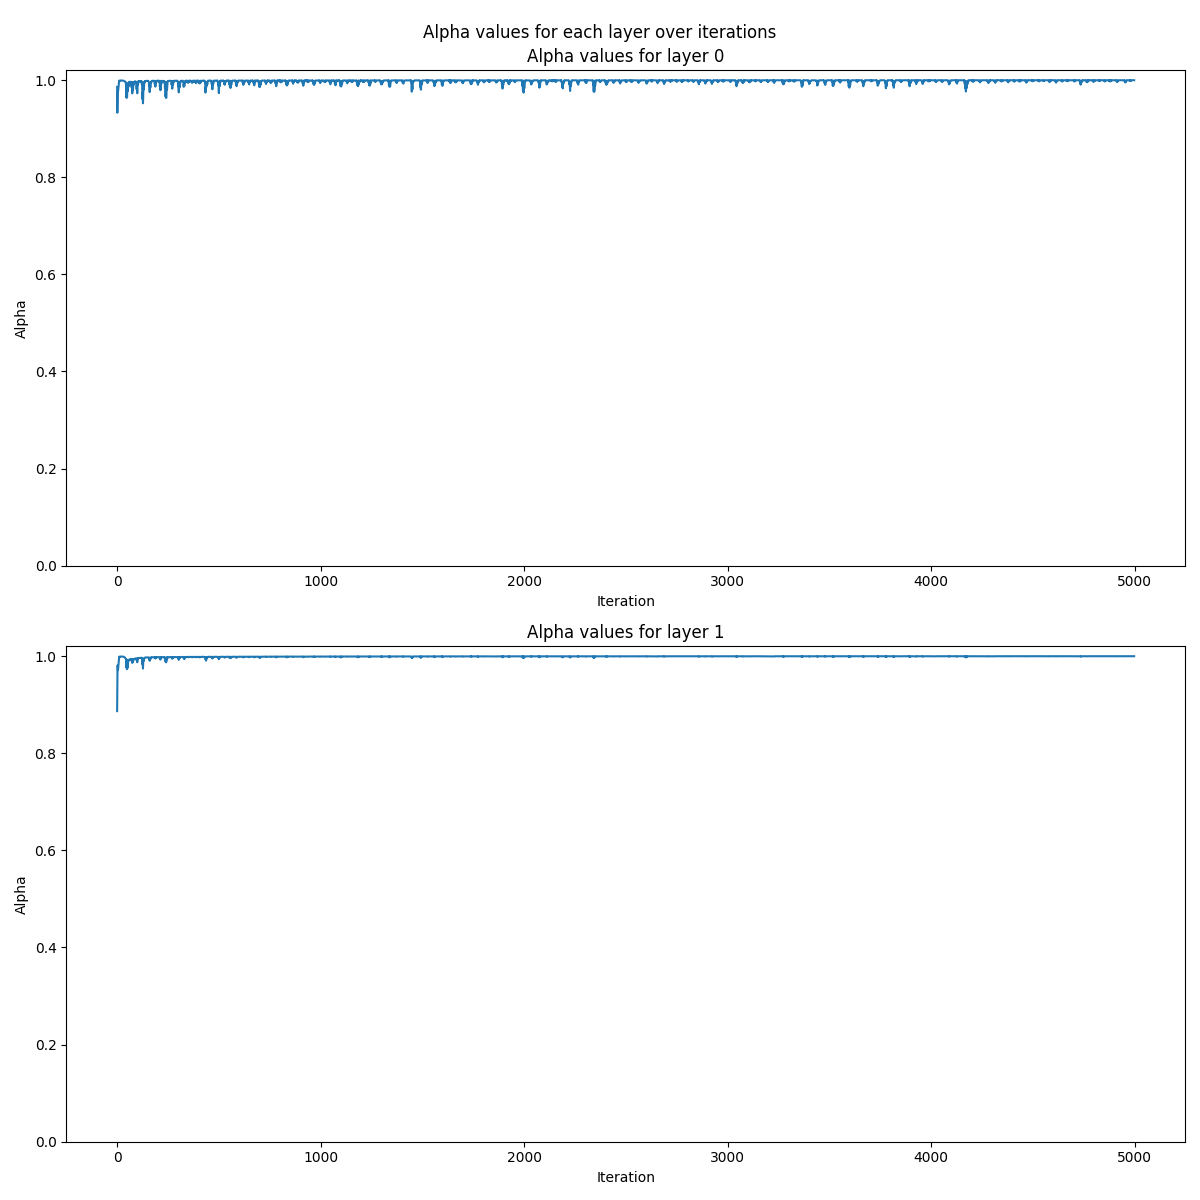 Alpha values for each layer over iterations
Alpha values for layer 0
1.0
0.8
0.6
0.4
0.2
0.0
Alpha
0 1000 2000 3000 4000 5000
Iteration
Alpha values for layer 1
1.0
0.8
0.6
0.4
0.2
0.0
Alpha
0 1000 2000 3000 4000 5000
Iteration